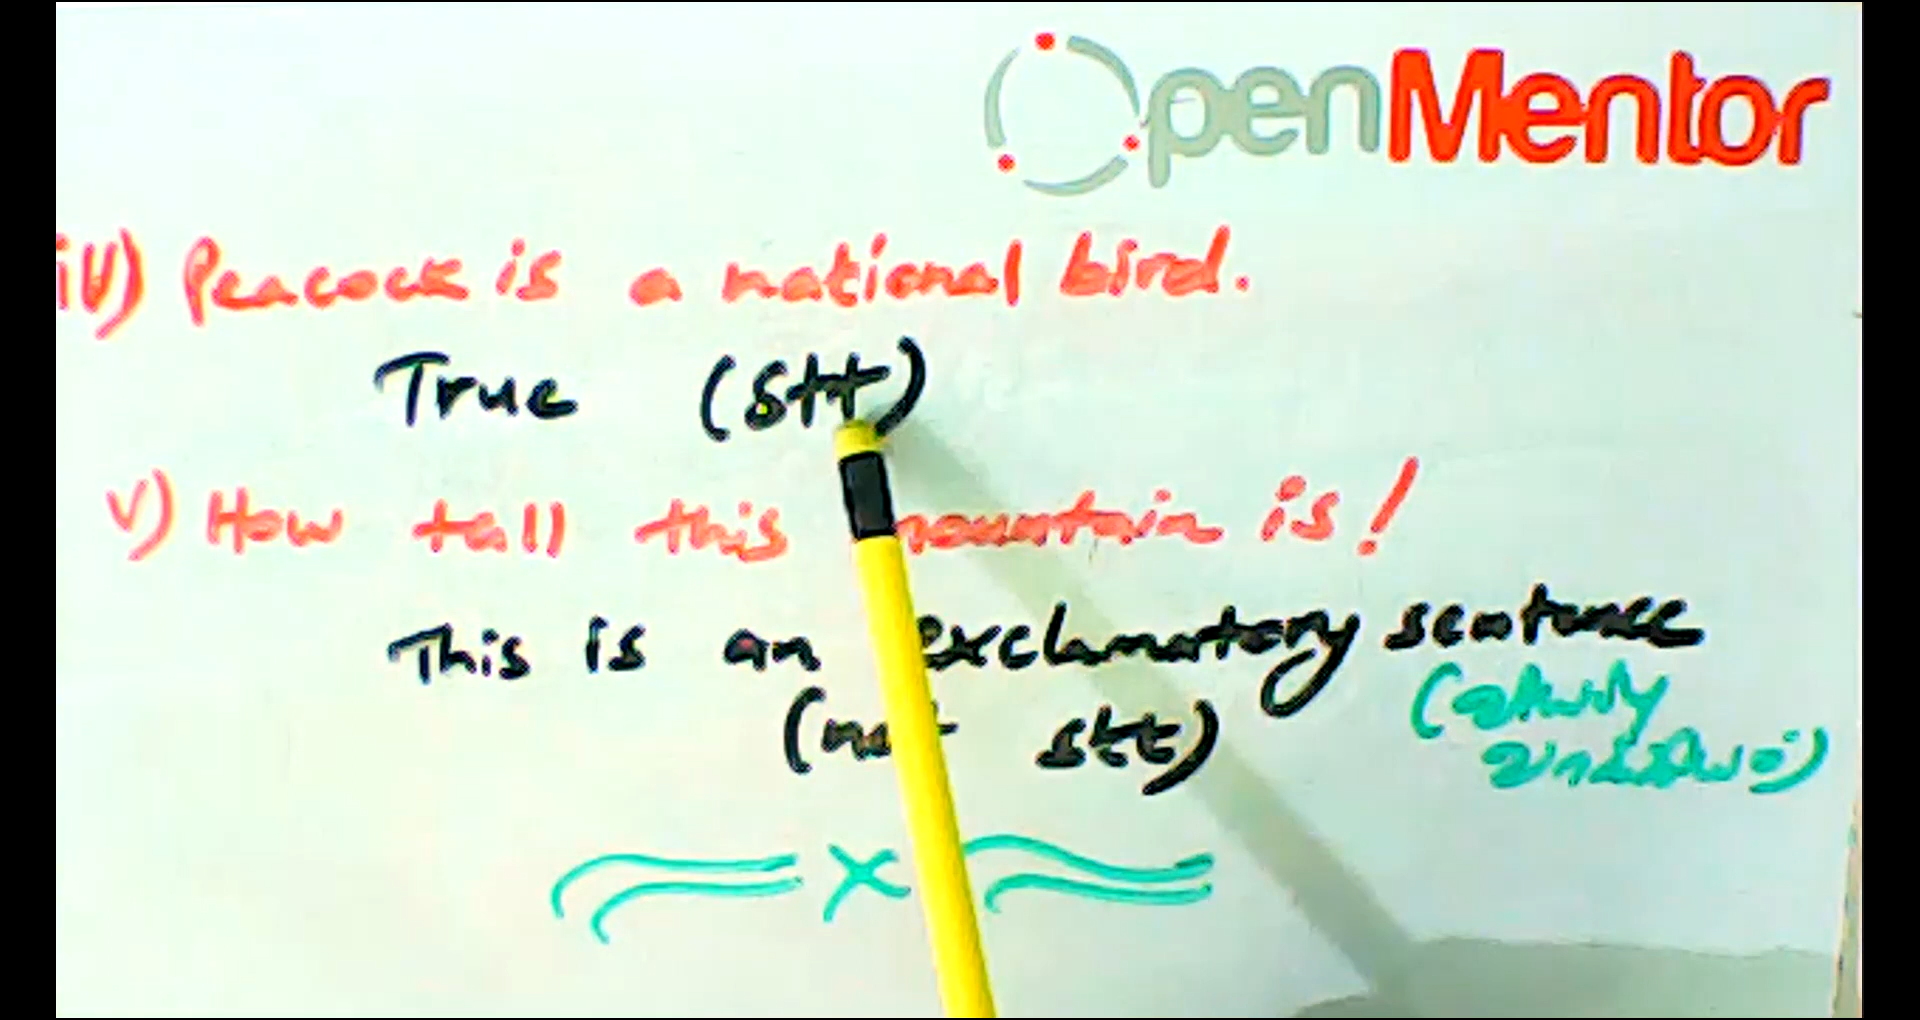 OpenMentor
iv) Peacock is a national bird.
True (stt)
v) How tall this mountain is!
This is an exclamatory sentence
(not stt)
x